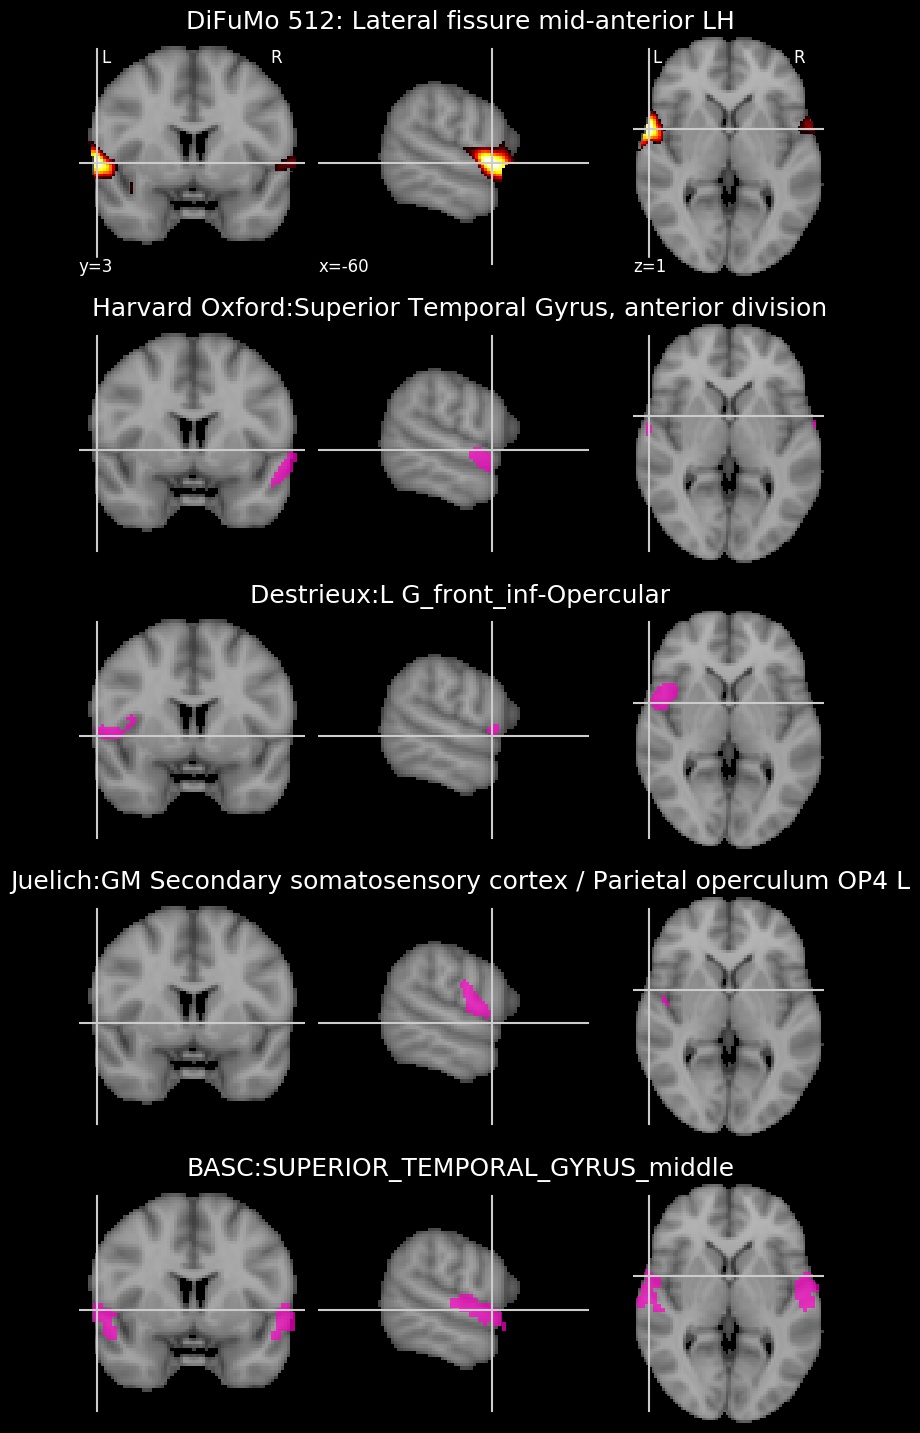 DiFuMo 512: Lateral fissure mid-anterior LH
L R L R
y=3 x=-60 z=1
Harvard Oxford:Superior Temporal Gyrus, anterior division
Destrieux:L G_front_inf-Opercular
Juelich:GM Secondary somatosensory cortex / Parietal operculum OP4 L
BASC:SUPERIOR_TEMPORAL_GYRUS_middle